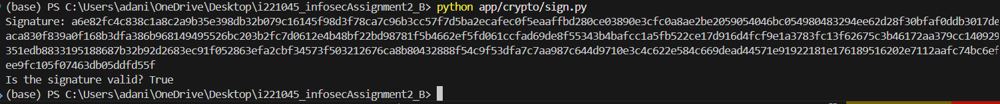 (base) PS C:\Users\adani\OneDrive\Desktop\i221045_infosecAssignment2_B> python app/crypto/sign.py
Signature: a6e82fc4c838c1a8c2a9b35e398db32b079c16145f98d3f78ca7c96b3cc57f7d5ba2ecafec0f5eaaffbd280ce03890e3cfc0a8ae2be2059054046bc054980483294ee62d28f30bfaf0ddb3017de
aca830f839a0f168b3dfa386b968149495526bc203b2fc7d0612e4b48bf22bd98781f5b4662ef5fd061ccfad69de8f55343b4bafcc1a5fb522ce17d916d4fcf9e1a3783fc13f62675c3b46172aa379cc140929
351edb8833195188687b32b92d2683ec91f052863efa2cbf34573f503212676ca8b80432888f54c9f53dfa7c7aa987c644d9710e3c4c622e584c669dead44571e91922181e176189516202e7112aafc74bc6ef
ee9fc105f07463db05ddfd55f
Is the signature valid? True
(base) PS C:\Users\adani\OneDrive\Desktop\i221045_infosecAssignment2_B>